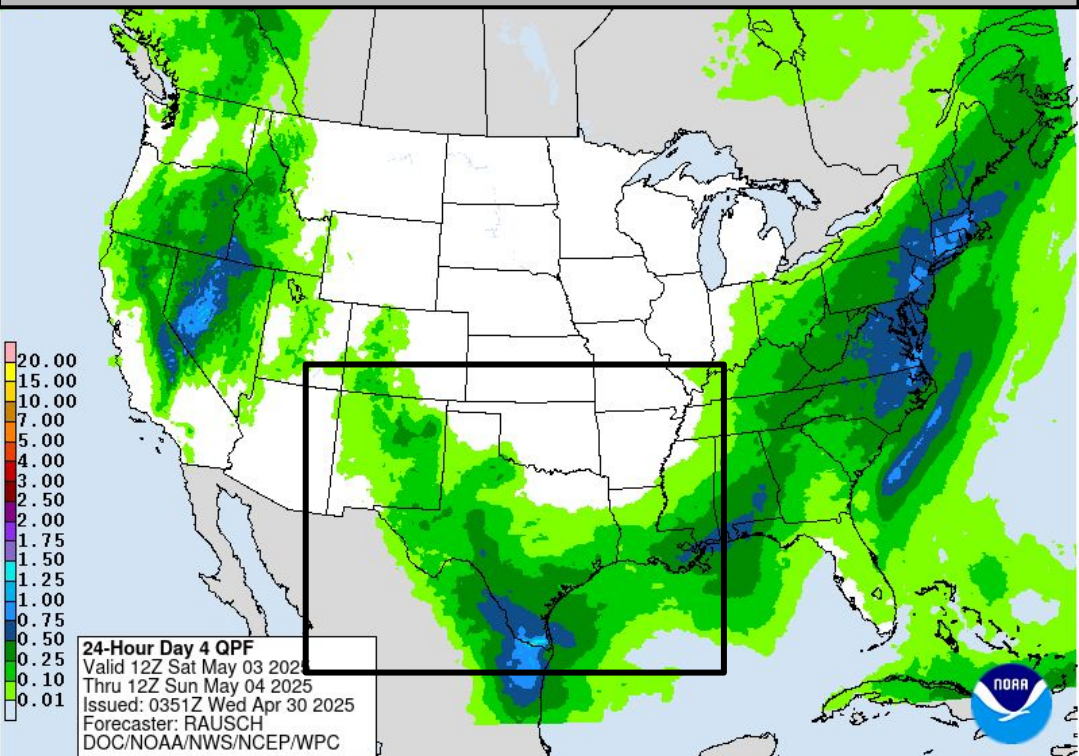 20.00
15.00
10.00
7.00
5.00
4.00
3.00
2.50
2.00
1.75
1.50
1.25
1.00
0.75
0.50
0.25
0.10
0.01
24-Hour Day 4 QPF
Valid 12Z Sat May 03 2025
Thru 12Z Sun May 04 2025
Issued: 0351Z Wed Apr 30 2025
Forecaster: RAUSCH
DOC/NOAA/NWS/NCEP/WPC
NOAA